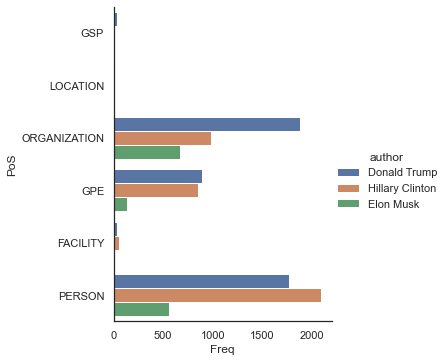 GSP
LOCATION
ORGANIZATION
GPE
FACILITY
PERSON
PoS
0 500 1000 1500 2000
Freq
author
Donald Trump
Hillary Clinton
Elon Musk